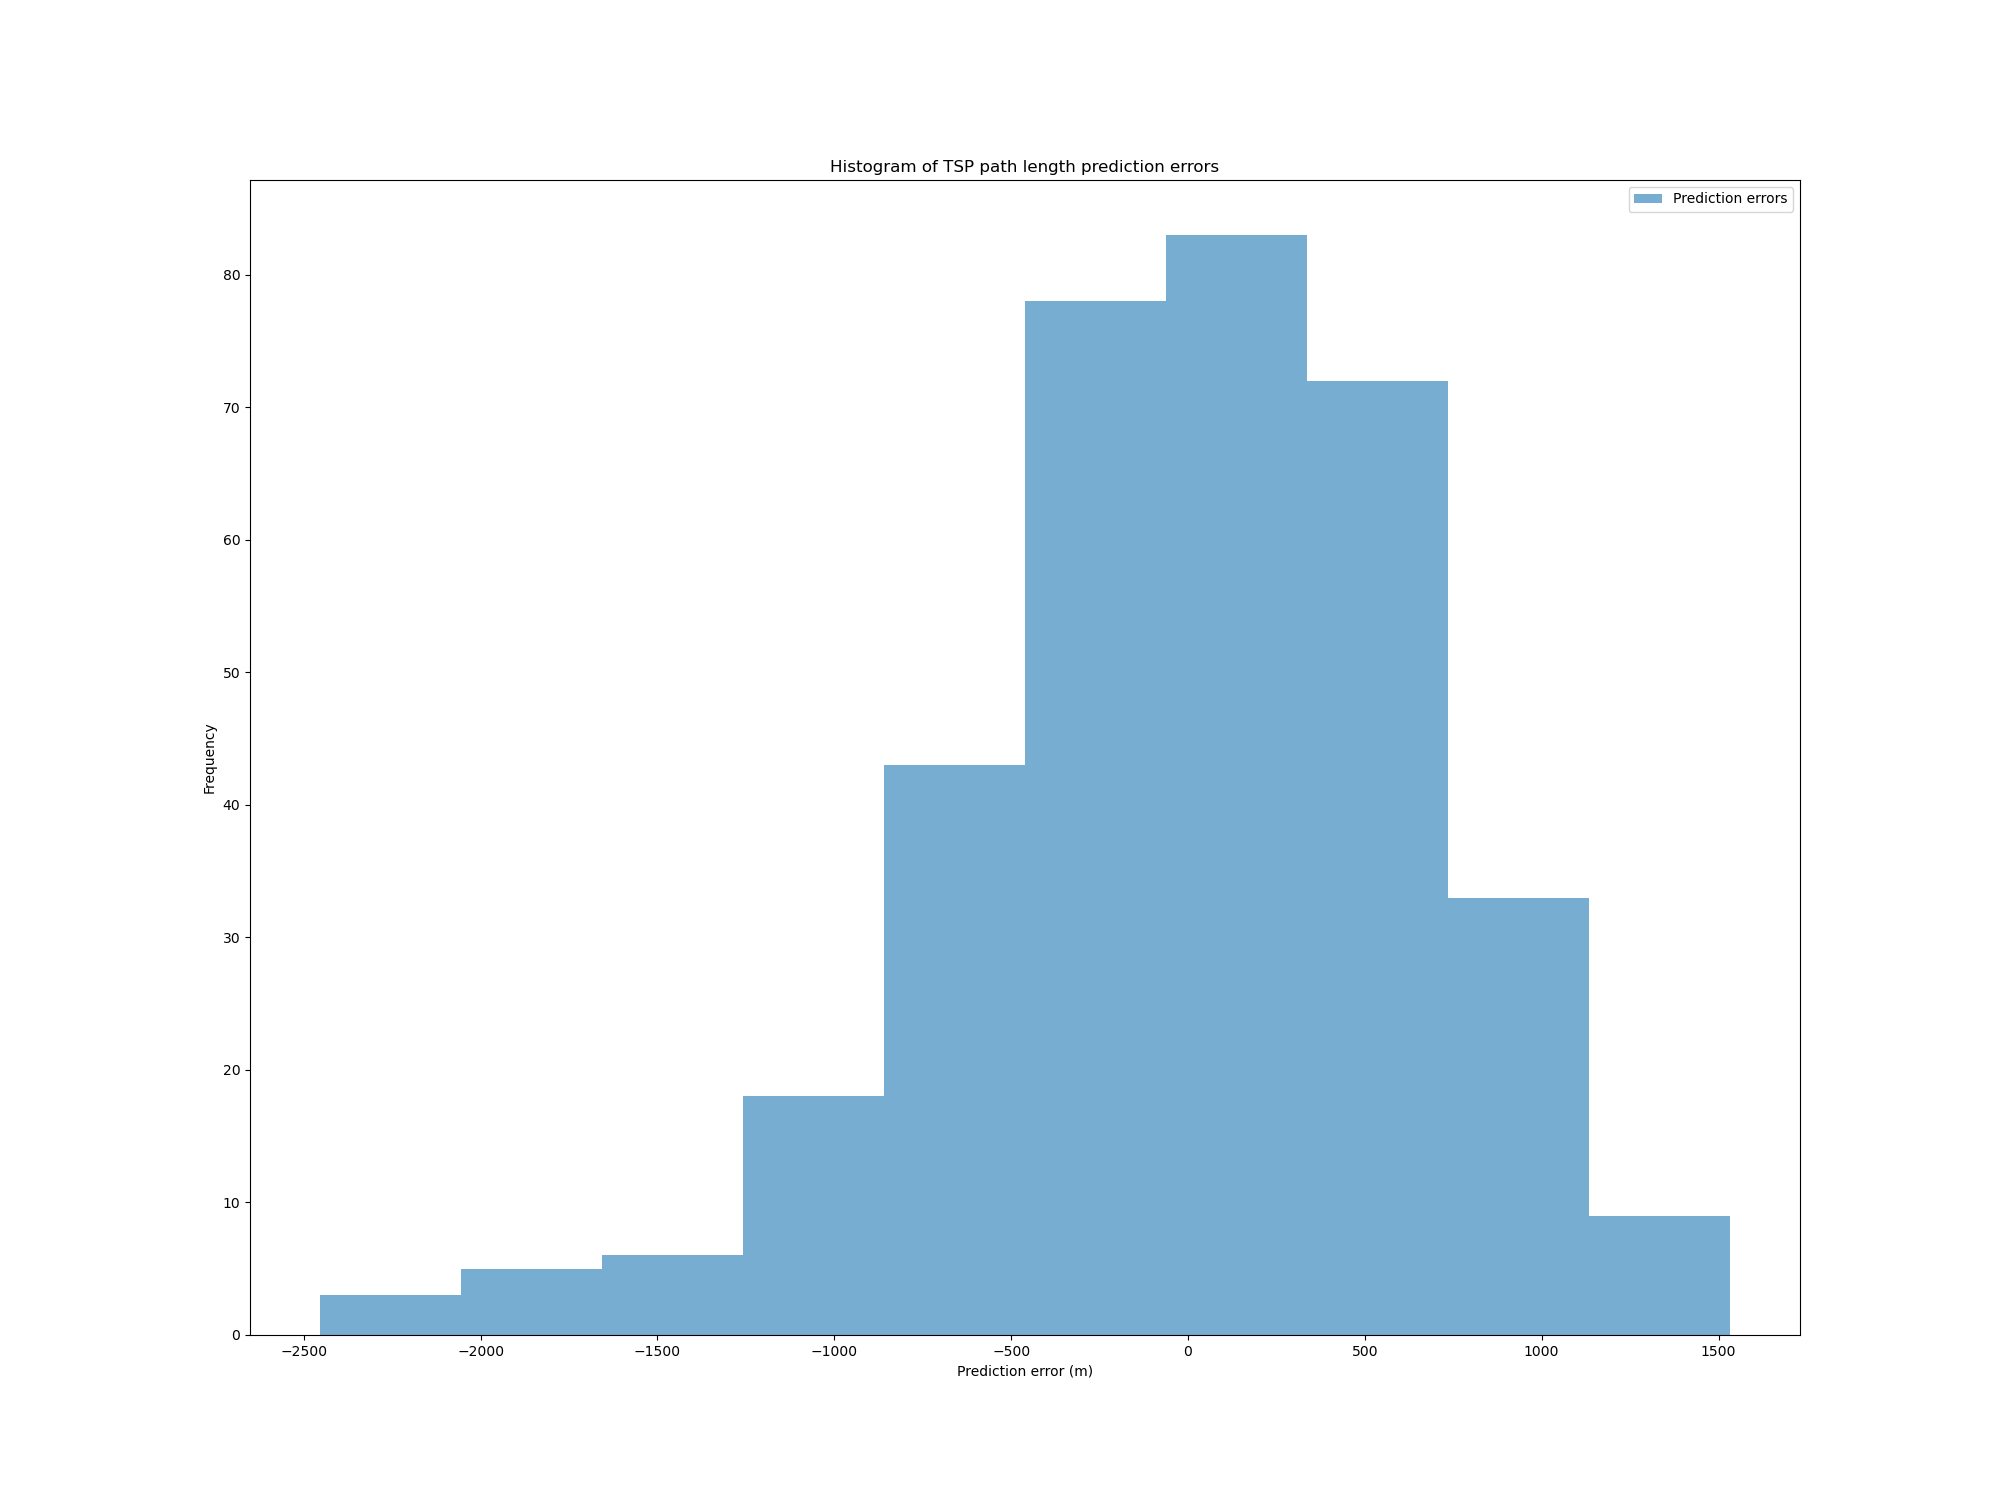 Histogram of TSP path length prediction errors
Prediction errors
80
70
60
50
40
30
20
10
0
Frequency
−2500 −2000 −1500 −1000 −500 0 500 1000 1500
Prediction error (m)